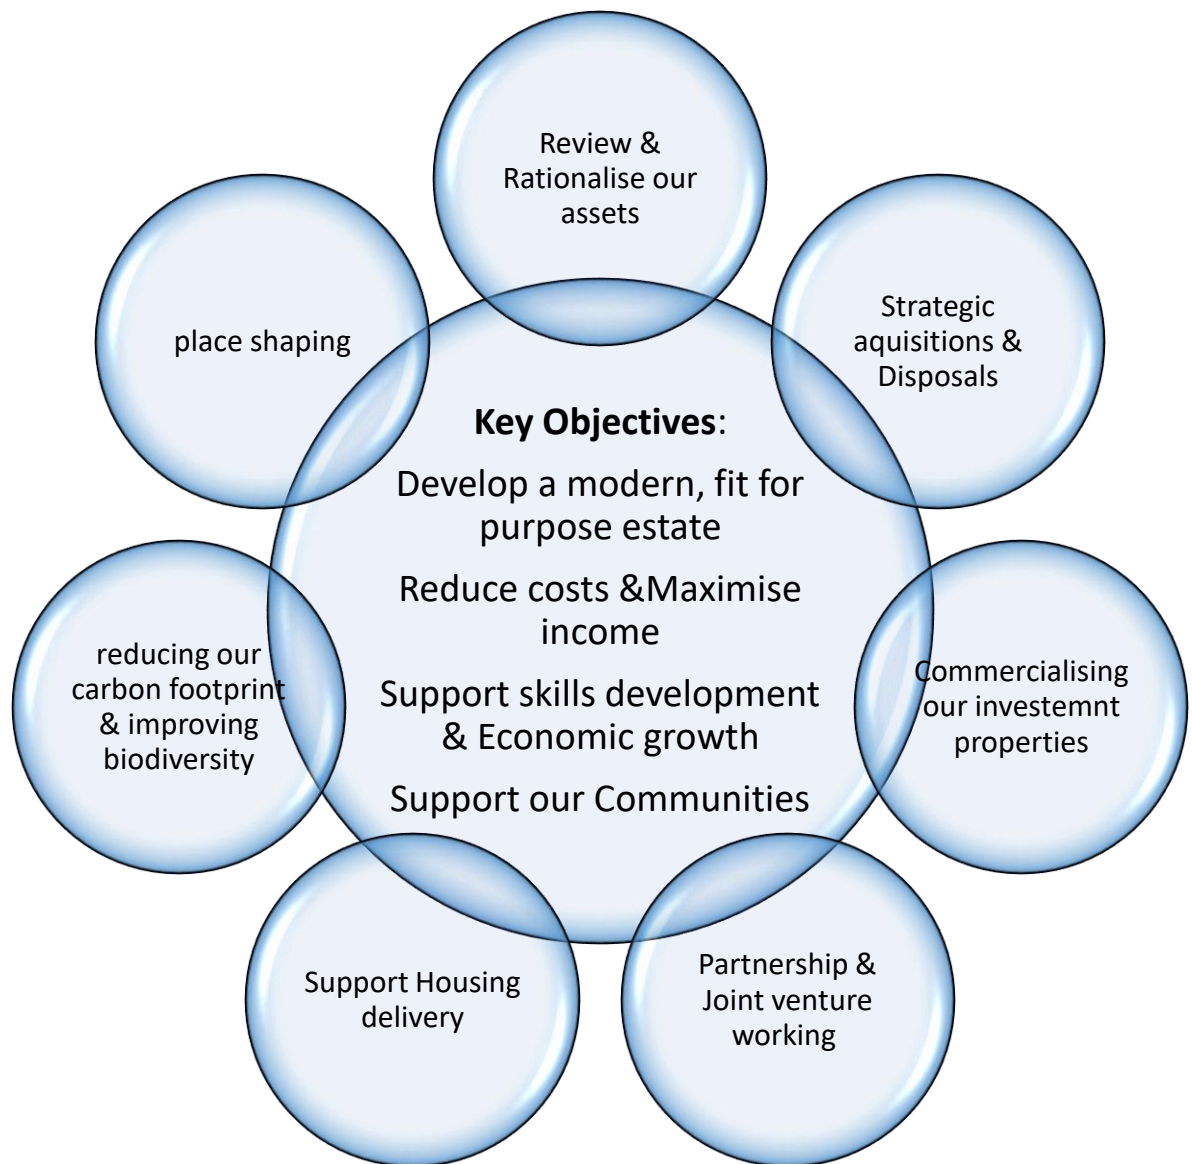 Review &
Rationalise our
assets
Strategic
aquisitions &
Disposals
place shaping
Key Objectives:
Develop a modern, fit for
purpose estate
Reduce costs &Maximise
income
Support skills development
& Economic growth
Support our Communities
Commercialising
our investemnt
properties
Partnership &
Joint venture
working
Support Housing
delivery
reducing our
carbon footprint
& improving
biodiversity